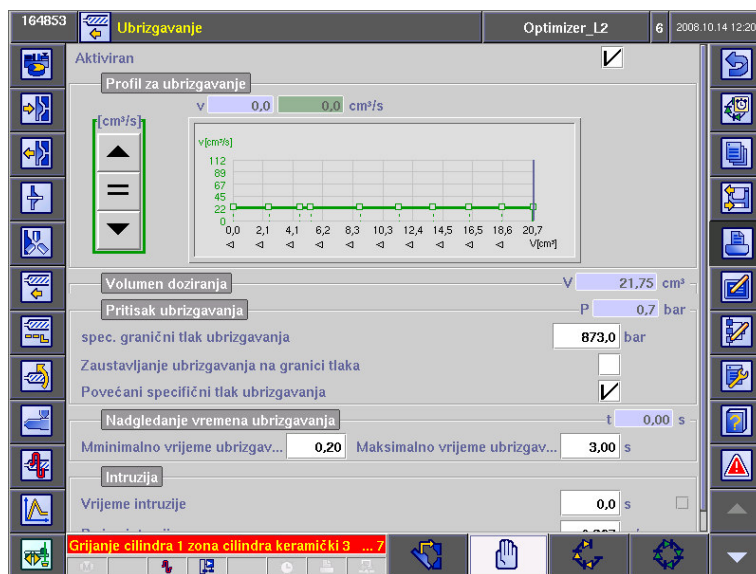 164853 Ubrizgavanje Optimizer_L2 6 2008.10.14 12:20
Aktiviran
Profil za ubrizgavanje
v 0,0 0,0 cm³/s
[cm³/s]
v[cm³/s]
112
89
67
45
22
0
0,0 2,1 4,1 6,2 8,3 10,3 12,4 14,5 16,5 18,6 20,7
V[cm³]
Volumen doziranja V 21,75 cm³
Pritisak ubrizgavanja P 0,7 bar
spec. granični tlak ubrizgavanja 873,0 bar
Zaustavljanje ubrizgavanja na granici tlaka
Povećani specifični tlak ubrizgavanja
Nadgledanje vremena ubrizgavanja t 0,00 s
Mminimalno vrijeme ubrizgav... 0,20 Maksimalno vrijeme ubrizgav... 3,00 s
Intruzija
Vrijeme intruzije 0,0 s
Grijanje cilindra 1 zona cilindra keramički 3 ... 7